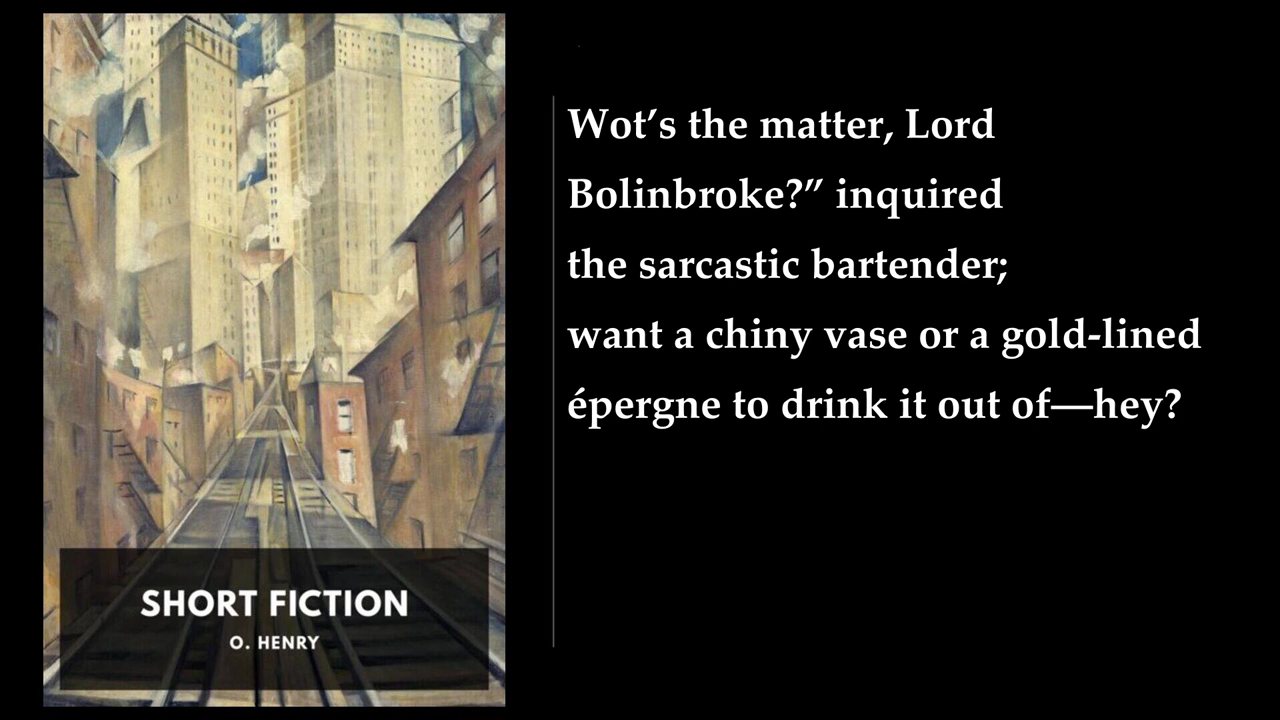 SHORT FICTION
O. HENRY
Wot’s the matter, Lord
Bolinbroke?” inquired
the sarcastic bartender;
want a chiny vase or a gold-lined
épergne to drink it out of—hey?